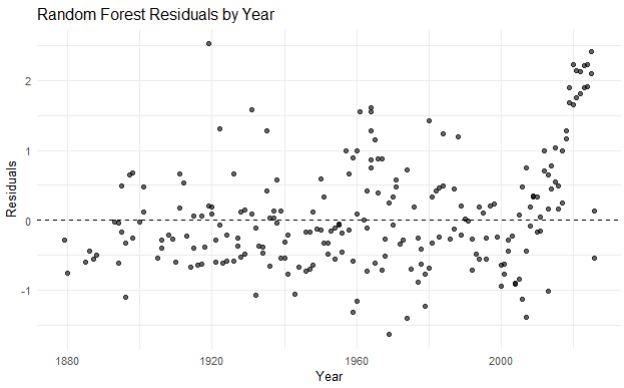 Random Forest Residuals by Year
2
1
0
-1
1880
1920
1960
2000
Year
Residuals